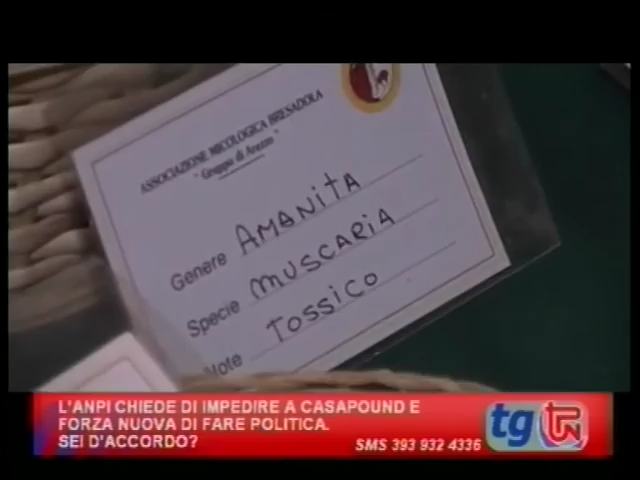 ASSOCIAZIONE MICOLOGICA BRESADOLA
" Gruppo di Arezzo "
Genere AMANITA
Specie MUSCARIA
Note TOSSICO
L'ANPI CHIEDE DI IMPEDIRE A CASAPOUND E
FORZA NUOVA DI FARE POLITICA.
SEI D'ACCORDO?
SMS 393 932 4336
tg